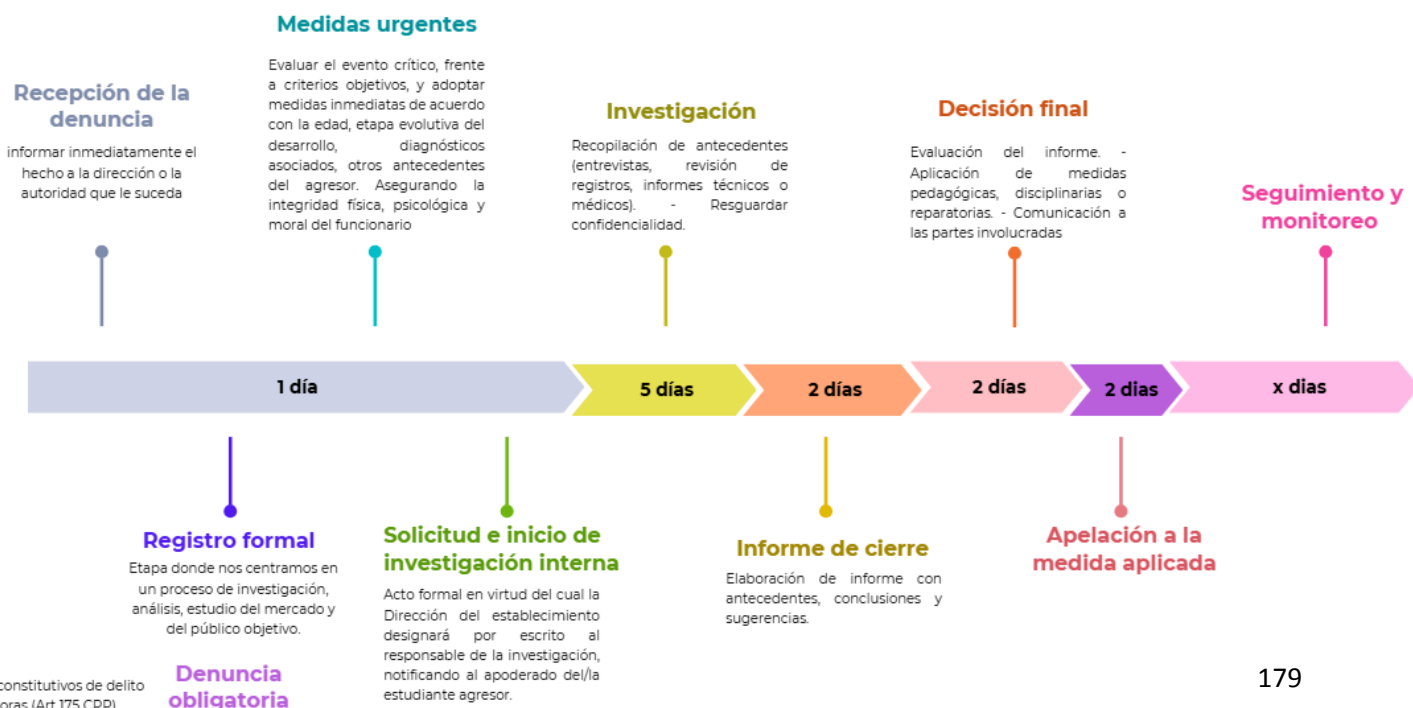 Medidas urgentes
Evaluar el evento crítico, frente
a criterios objetivos, y adoptar
medidas inmediatas de acuerdo
con la edad, etapa evolutiva del
desarrollo, diagnósticos
asociados, otros antecedentes
del agresor. Asegurando la
integridad física, psicológica y
moral del funcionario
Recepción de la
denuncia
informar inmediatamente el
hecho a la dirección o la
autoridad que le suceda
Investigación
Recopilación de antecedentes
(entrevistas, revisión de
registros, informes técnicos o
médicos). - Resguardar
confidencialidad.
Decisión final
Evaluación del informe. -
Aplicación de medidas
pedagógicas, disciplinarias o
reparatorias. - Comunicación a
las partes involucradas
Seguimiento y
monitoreo
1 día
5 días
2 días
2 días
2 dias
x dias
Registro formal
Etapa donde nos centramos en
un proceso de investigación,
análisis, estudio del mercado y
del público objetivo.
Solicitud e inicio de
investigación interna
Acto formal en virtud del cual la
Dirección del establecimiento
designará por escrito al
responsable de la investigación,
notificando al apoderado del/la
estudiante agresor.
Informe de cierre
Elaboración de informe con
antecedentes, conclusiones y
sugerencias.
Apelación a la
medida aplicada
Denuncia
obligatoria
constitutivos de delito
oras (Art 175 CPP)
179